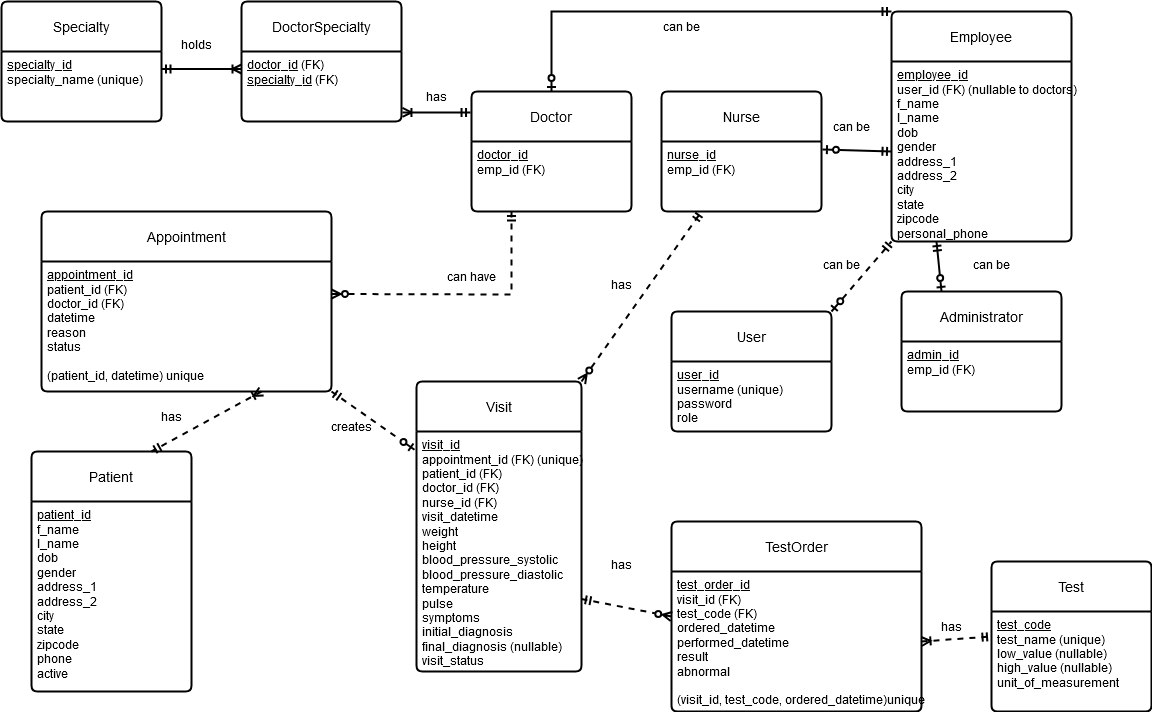 Specialty
specialty_id
specialty_name (unique)
holds
DoctorSpecialty
doctor_id (FK)
specialty_id (FK)
has
can be
Doctor
doctor_id
emp_id (FK)
Nurse
nurse_id
emp_id (FK)
can be
Employee
employee_id
user_id (FK) (nullable to doctors)
f_name
l_name
dob
gender
address_1
address_2
city
state
zipcode
personal_phone
Appointment
appointment_id
patient_id (FK)
doctor_id (FK)
datetime
reason
status
(patient_id, datetime) unique
can have
has
can be
can be
User
user_id
username (unique)
password
role
Administrator
admin_id
emp_id (FK)
has
creates
Patient
patient_id
f_name
l_name
dob
gender
address_1
address_2
city
state
zipcode
phone
active
Visit
visit_id
appointment_id (FK) (unique)
patient_id (FK)
doctor_id (FK)
nurse_id (FK)
visit_datetime
weight
height
blood_pressure_systolic
blood_pressure_diastolic
temperature
pulse
symptoms
initial_diagnosis
final_diagnosis (nullable)
visit_status
has
TestOrder
test_order_id
visit_id (FK)
test_code (FK)
ordered_datetime
performed_datetime
result
abnormal
(visit_id, test_code, ordered_datetime)unique
has
Test
test_code
test_name (unique)
low_value (nullable)
high_value (nullable)
unit_of_measurement